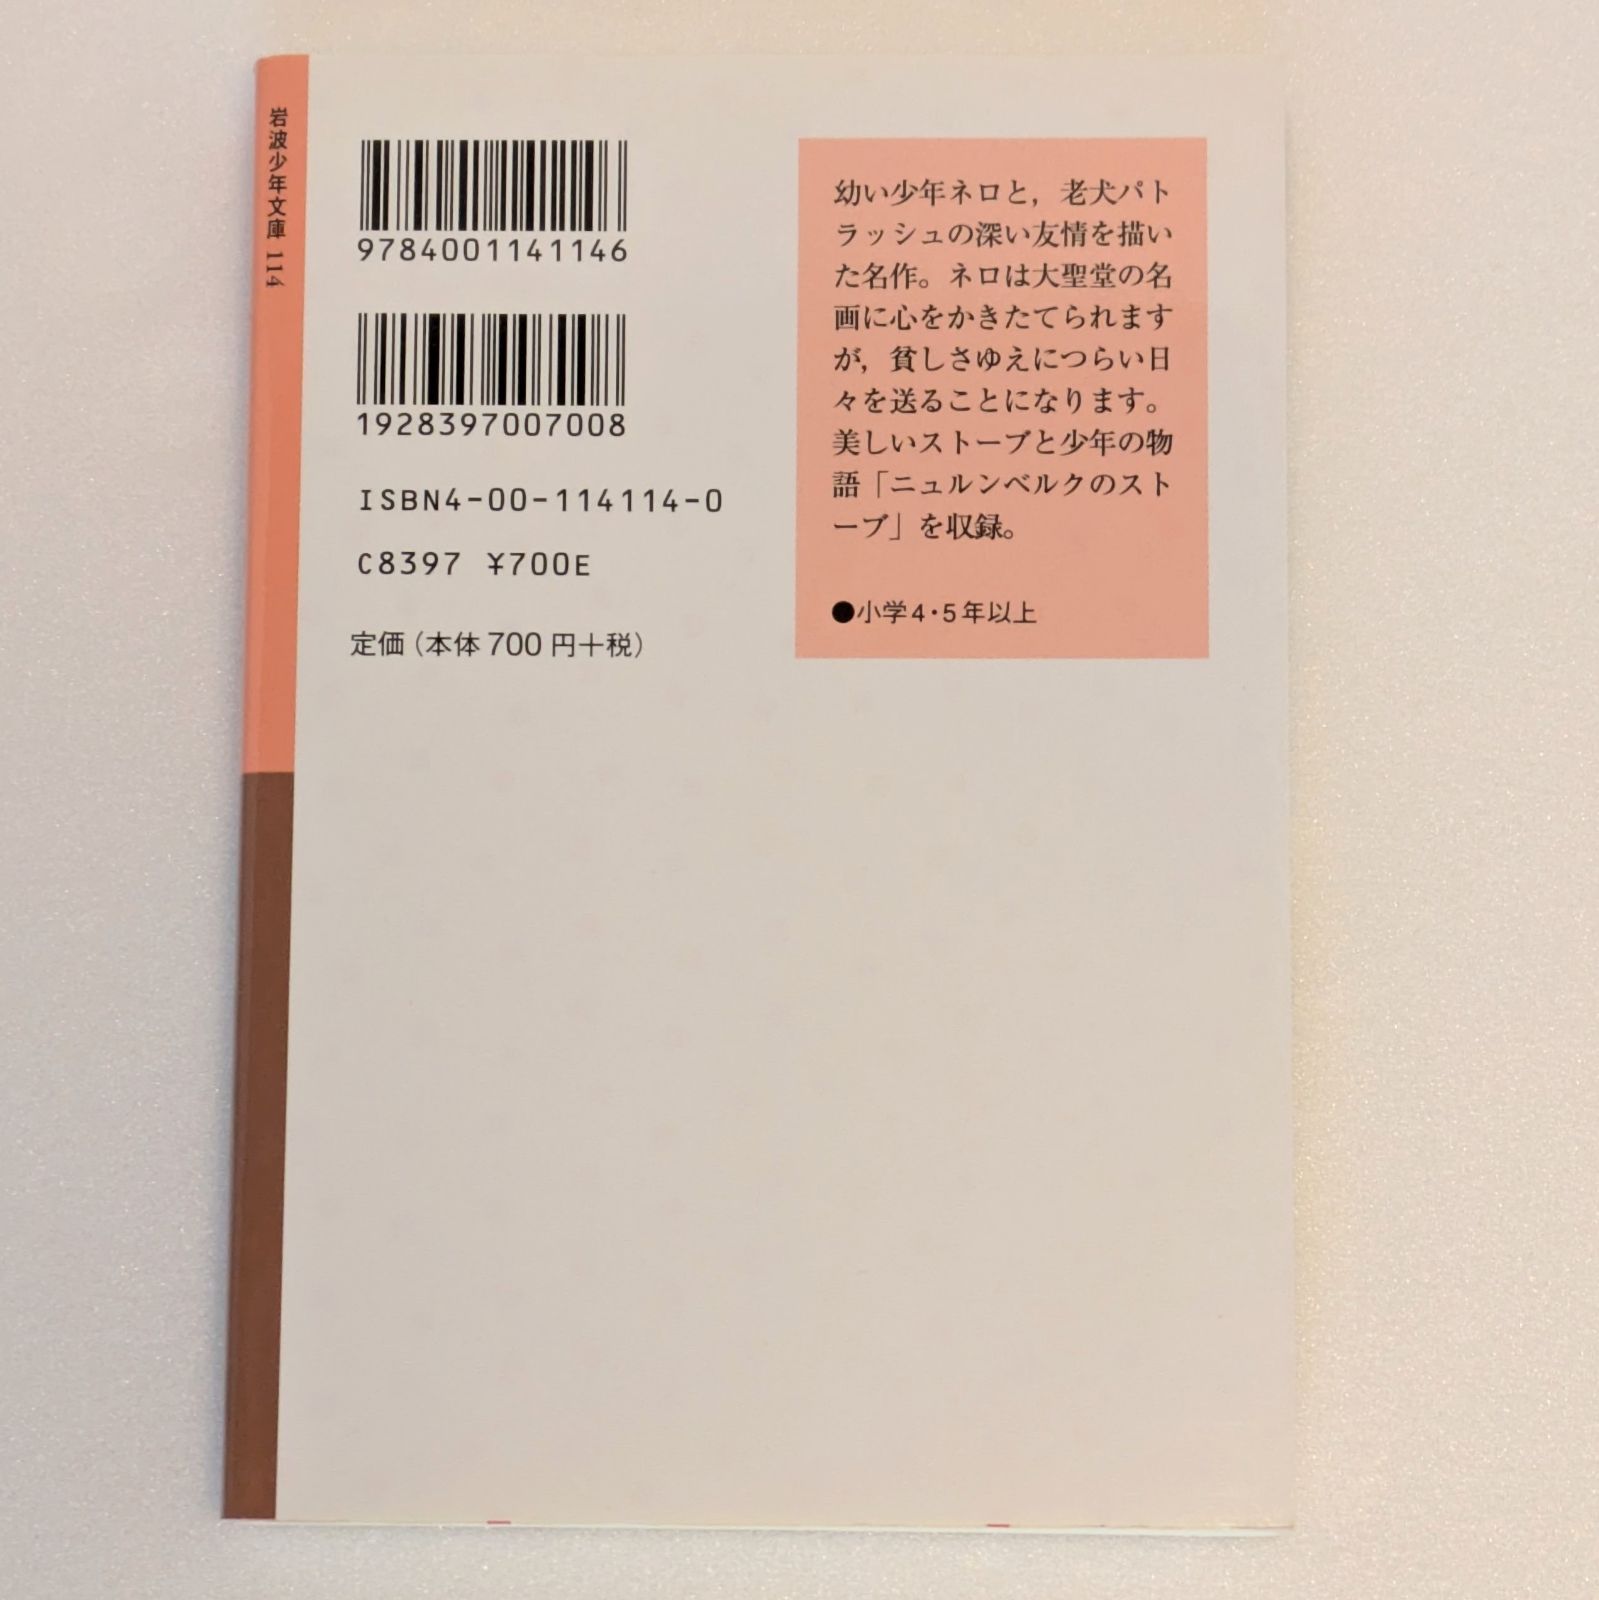 岩波少年文庫 114
9784001141146
1928397007008
ISBN4-00-114114-0
C8397 ¥700E
定価（本体 700 円＋税）
幼い少年ネロと，老犬パト
ラッシュの深い友情を描い
た名作。ネロは大聖堂の名
画に心をかきたてられます
が，貧しさゆえにつらい日
々を送ることになります。
美しいストーブと少年の物
語「ニュルンベルクのスト
ーブ」を収録。
●小学4・5年以上